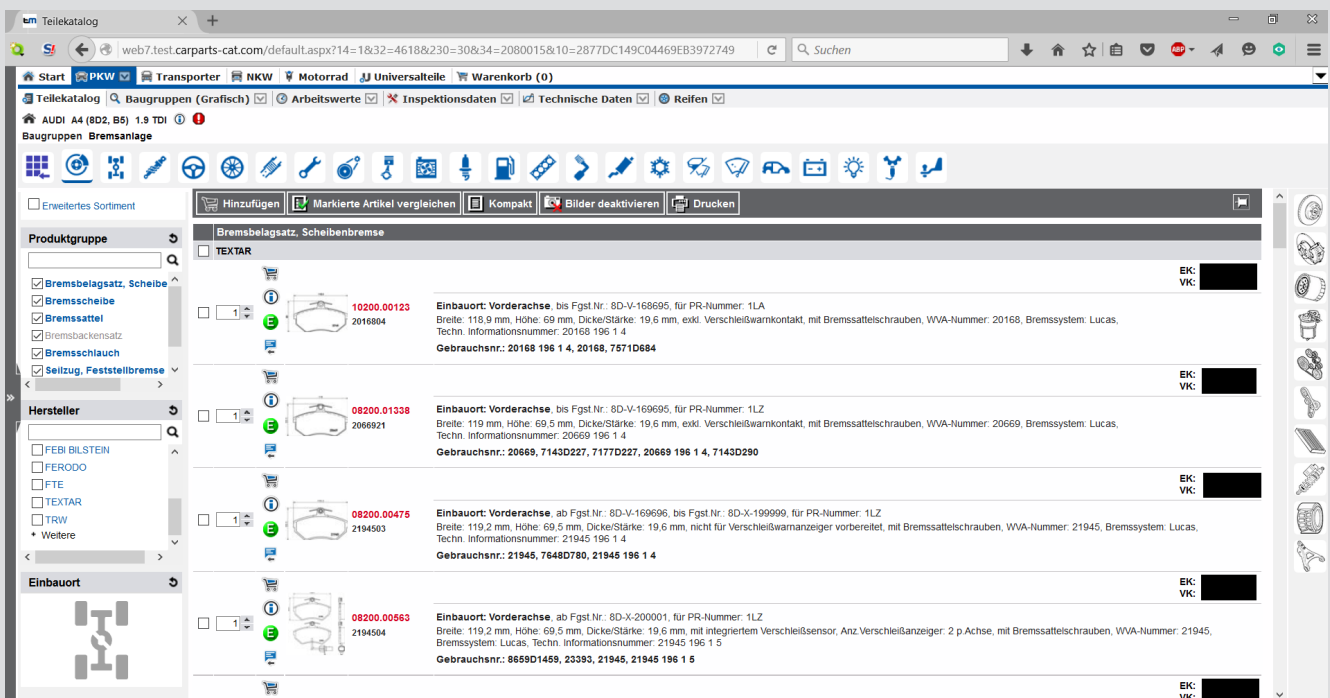 tm Teilekatalog
web7.test.carparts-cat.com/default.aspx?14=1&32=4618&230=30&34=2080015&10=2877DC149C04469EB3972749
Suchen
ABP
Start PKW Transporter NKW Motorrad Universalteile Warenkorb (0)
Teilekatalog Baugruppen (Grafisch) Arbeitswerte Inspektionsdaten Technische Daten Reifen
AUDI A4 (8D2, B5) 1.9 TDI
Baugruppen Bremsanlage
Erweitertes Sortiment
Hinzufügen Markierte Artikel vergleichen Kompakt Bilder deaktivieren Drucken
Produktgruppe
Bremsbelagsatz, Scheibe
Bremsscheibe
Bremssattel
Bremsbackensatz
Bremsschlauch
Seilzug, Feststellbremse
Hersteller
FEBI BILSTEIN
FERODO
FTE
TEXTAR
TRW
Weitere
Einbauort
Bremsbelagsatz, Scheibenbremse
TEXTAR
EK:
VK:
1
10200.00123
2016804
Einbauort: Vorderachse, bis Fgst.Nr.: 8D-V-168695, für PR-Nummer: 1LA
Breite: 118,9 mm, Höhe: 69 mm, Dicke/Stärke: 19,6 mm, exkl. Verschleißwarnkontakt, mit Bremssattelschrauben, WVA-Nummer: 20168, Bremssystem: Lucas,
Techn. Informationsnummer: 20168 196 1 4
Gebrauchsnr.: 20168 196 1 4, 20168, 7571D684
EK:
VK:
1
08200.01338
2066921
Einbauort: Vorderachse, bis Fgst.Nr.: 8D-V-169695, für PR-Nummer: 1LZ
Breite: 119 mm, Höhe: 69,5 mm, Dicke/Stärke: 19,6 mm, exkl. Verschleißwarnkontakt, mit Bremssattelschrauben, WVA-Nummer: 20669, Bremssystem: Lucas,
Techn. Informationsnummer: 20669 196 1 4
Gebrauchsnr.: 20669, 7143D227, 7177D227, 20669 196 1 4, 7143D290
EK:
VK:
1
08200.00475
2194503
Einbauort: Vorderachse, ab Fgst.Nr.: 8D-V-169696, bis Fgst.Nr.: 8D-X-199999, für PR-Nummer: 1LZ
Breite: 119,2 mm, Höhe: 69,5 mm, Dicke/Stärke: 19,6 mm, nicht für Verschleißwarnanzeiger vorbereitet, mit Bremssattelschrauben, WVA-Nummer: 21945, Bremssystem: Lucas,
Techn. Informationsnummer: 21945 196 1 4
Gebrauchsnr.: 21945, 7648D780, 21945 196 1 4
EK:
VK:
1
08200.00563
2194504
Einbauort: Vorderachse, ab Fgst.Nr.: 8D-X-200001, für PR-Nummer: 1LZ
Breite: 119,2 mm, Höhe: 69,5 mm, Dicke/Stärke: 19,6 mm, mit integriertem Verschleißsensor, Anz.Verschleißanzeiger: 2 p.Achse, mit Bremssattelschrauben, WVA-Nummer: 21945,
Bremssystem: Lucas, Techn. Informationsnummer: 21945 196 1 5
Gebrauchsnr.: 8659D1459, 23393, 21945, 21945 196 1 5
EK:
VK: